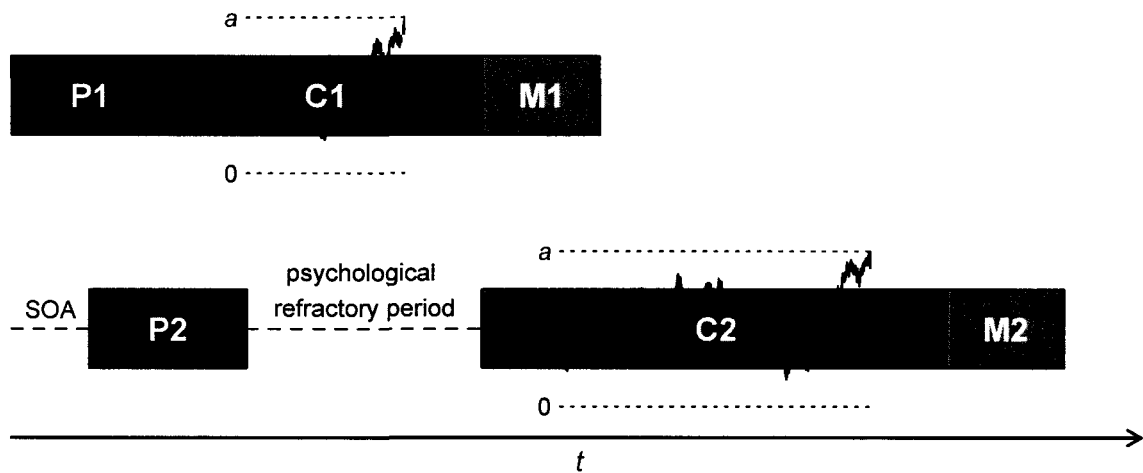 a
P1 C1 M1
0
a
psychological
refractory period
SOA
P2 C2 M2
0
t